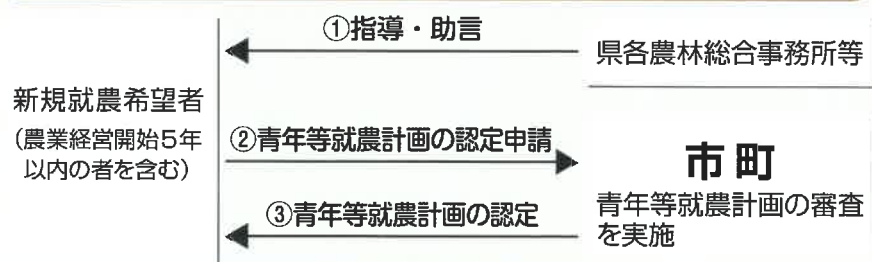 ①指導・助言
県各農林総合事務所等
新規就農希望者
（農業経営開始5年
以内の者を含む）
②青年等就農計画の認定申請
市町
青年等就農計画の審査
を実施
③青年等就農計画の認定